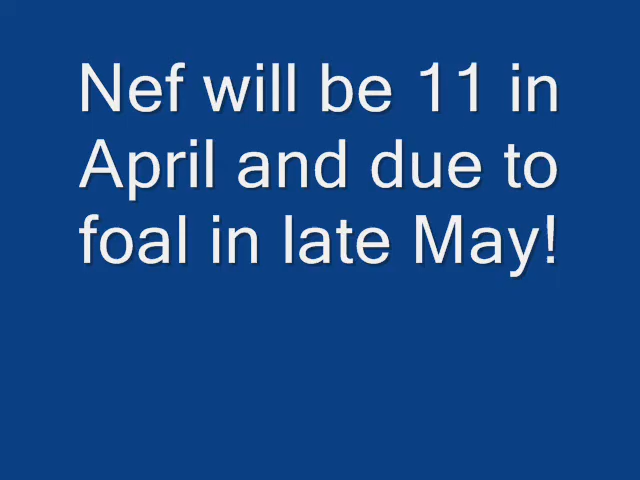 Nef will be 11 in
April and due to
foal in late May!